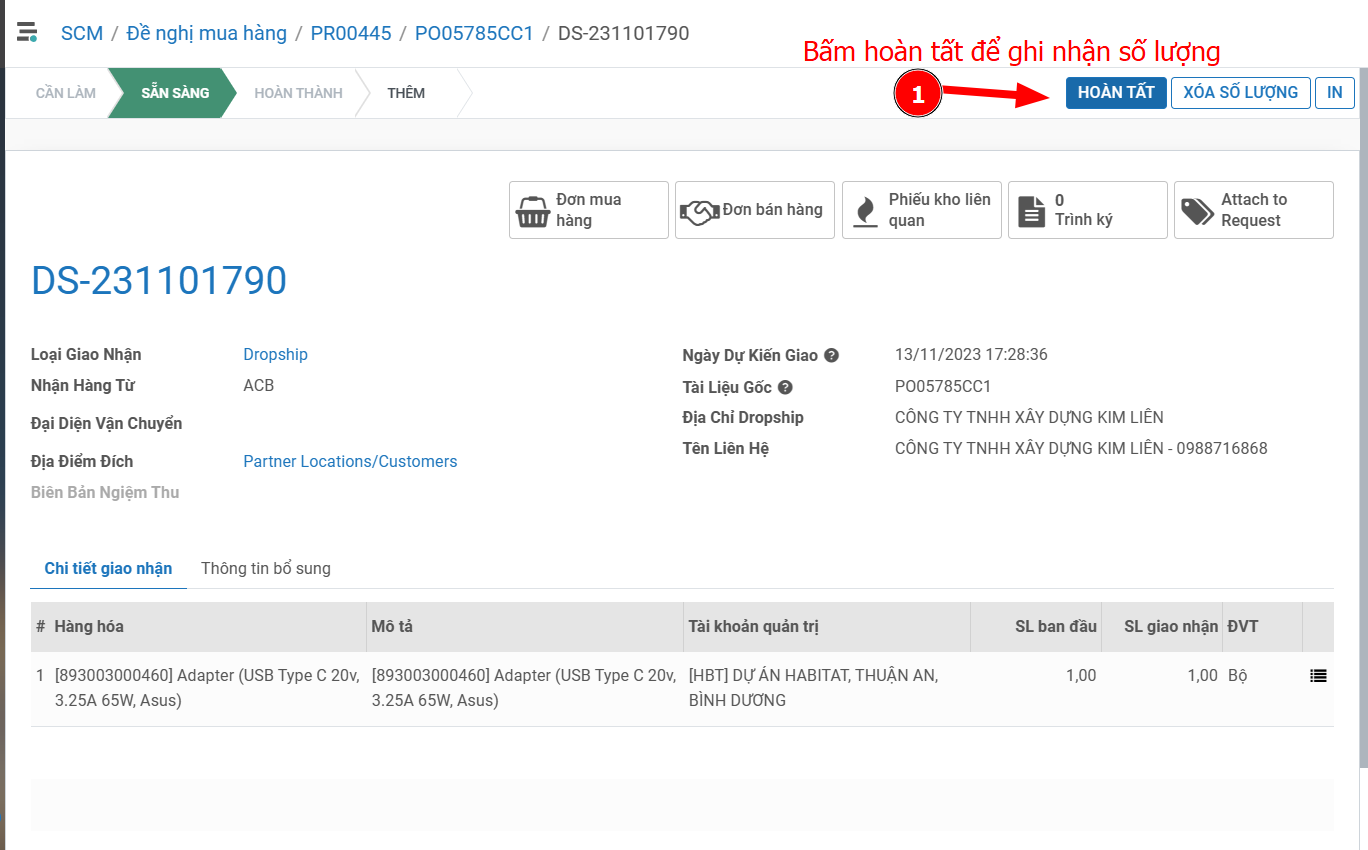 SCM / Đề nghị mua hàng / PR00445 / PO05785CC1 / DS-231101790
Bấm hoàn tất để ghi nhận số lượng
CẦN LÀM SẴN SÀNG HOÀN THÀNH THÊM
1
HOÀN TẤT XÓA SỐ LƯỢNG IN
Đơn mua
hàng
Đơn bán hàng
Phiếu kho liên
quan
0
Trình ký
Attach to
Request
DS-231101790
Loại Giao Nhận Dropship
Nhận Hàng Từ ACB
Đại Diện Vận Chuyển
Địa Điểm Đích Partner Locations/Customers
Biên Bản Ngiệm Thu
Ngày Dự Kiến Giao ? 13/11/2023 17:28:36
Tài Liệu Gốc ? PO05785CC1
Địa Chỉ Dropship CÔNG TY TNHH XÂY DỰNG KIM LIÊN
Tên Liên Hệ CÔNG TY TNHH XÂY DỰNG KIM LIÊN - 0988716868
Chi tiết giao nhận Thông tin bổ sung
# Hàng hóa Mô tả Tài khoản quản trị SL ban đầu SL giao nhận ĐVT
1 [893003000460] Adapter (USB Type C 20v, [893003000460] Adapter (USB Type C 20v, [HBT] DỰ ÁN HABITAT, THUẬN AN, 1,00 1,00 Bộ
3.25A 65W, Asus) 3.25A 65W, Asus) BÌNH DƯƠNG